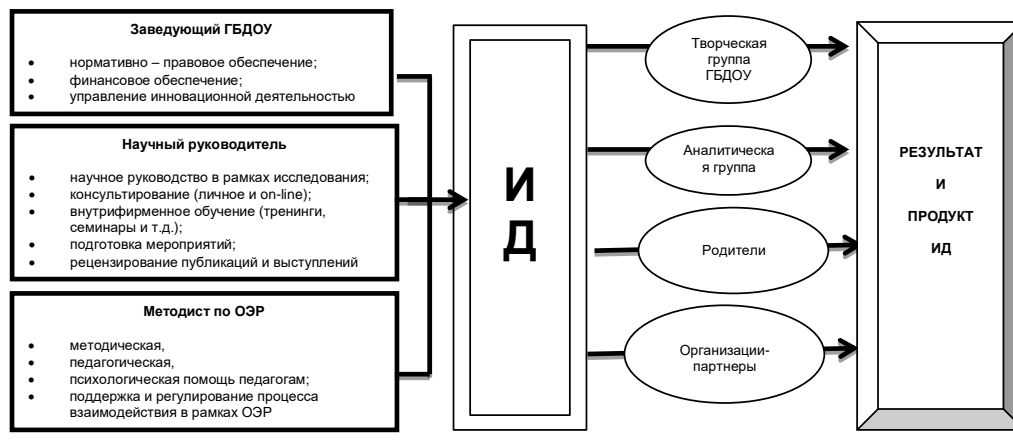 Заведующий ГБДОУ
• нормативно – правовое обеспечение;
• финансовое обеспечение;
• управление инновационной деятельностью
Научный руководитель
• научное руководство в рамках исследования;
• консультирование (личное и on-line);
• внутрифирменное обучение (тренинги,
семинары и т.д.);
• подготовка мероприятий;
• рецензирование публикаций и выступлений
Методист по ОЭР
• методическая,
• педагогическая,
• психологическая помощь педагогам;
• поддержка и регулирование процесса
взаимодействия в рамках ОЭР
И
Д
Творческая
группа
ГБДОУ
Аналитическа
я группа
Родители
Организации-
партнеры
РЕЗУЛЬТАТ
И
ПРОДУКТ
ИД